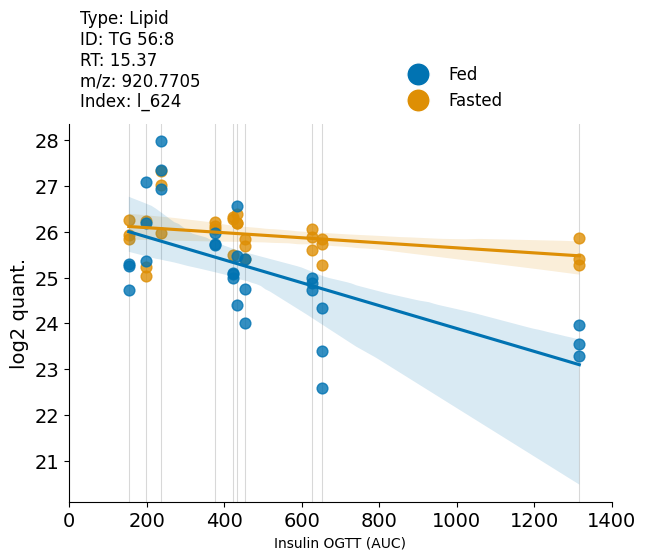 Type: Lipid
ID: TG 56:8
RT: 15.37
m/z: 920.7705
Index: l_624
Fed
Fasted
28
27
26
25
24
23
22
21
log2 quant.
0 200 400 600 800 1000 1200 1400
Insulin OGTT (AUC)